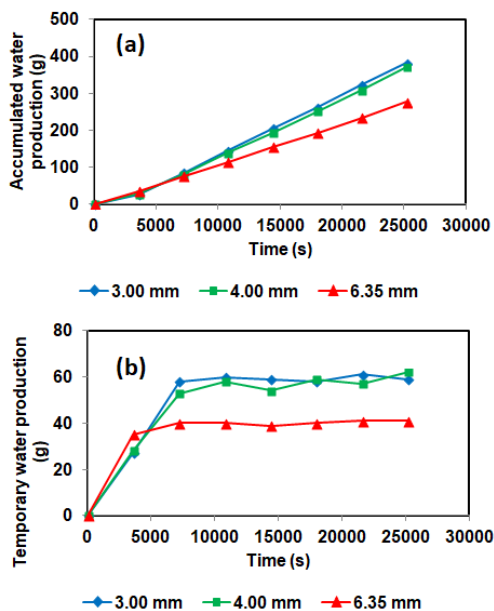 (a)
Accumulated water
production (g)
500
400
300
200
100
0
0 5000 10000 15000 20000 25000 30000
Time (s)
3.00 mm 4.00 mm 6.35 mm
(b)
Temporary water production
(g)
80
60
40
20
0
0 5000 10000 15000 20000 25000 30000
Time (s)
3.00 mm 4.00 mm 6.35 mm